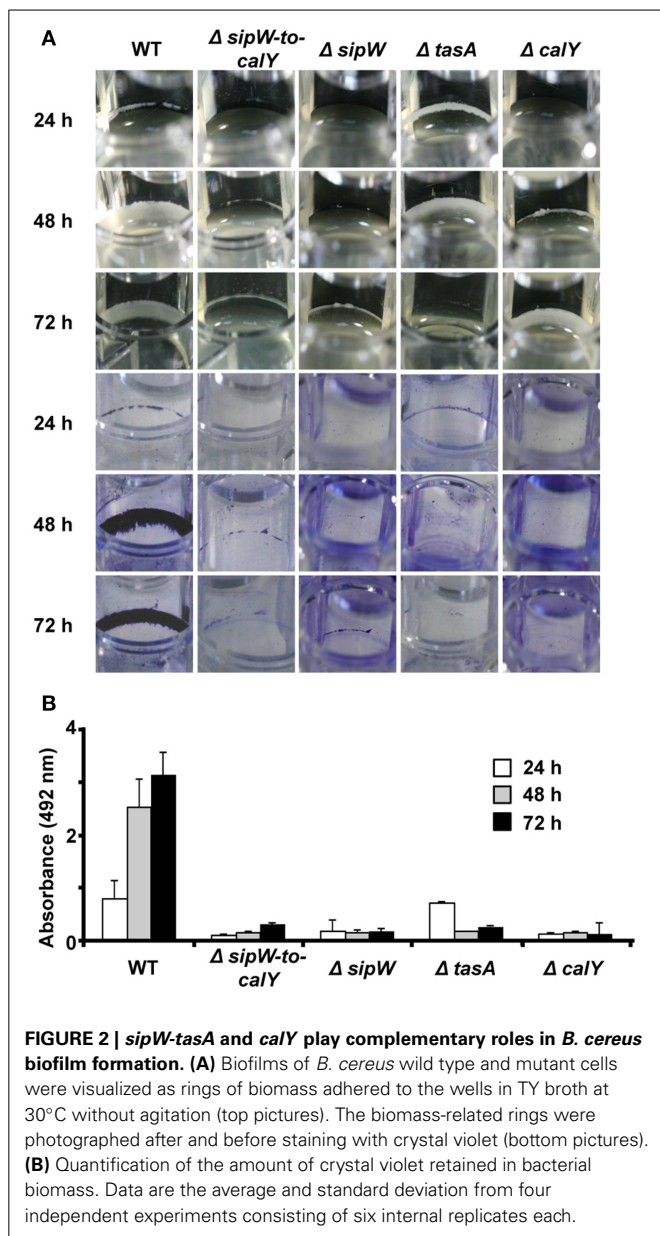 A
WT
Δ sipW-to-
calY
Δ sipW
Δ tasA
Δ calY
24 h
48 h
72 h
24 h
48 h
72 h
B
Absorbance (492 nm)
4
2
0
24 h
48 h
72 h
WT
Δ sipW-to-
calY
Δ sipW
Δ tasA
Δ calY
FIGURE 2 | sipW-tasA and calY play complementary roles in B. cereus
biofilm formation. (A) Biofilms of B. cereus wild type and mutant cells
were visualized as rings of biomass adhered to the wells in TY broth at
30°C without agitation (top pictures). The biomass-related rings were
photographed after and before staining with crystal violet (bottom pictures).
(B) Quantification of the amount of crystal violet retained in bacterial
biomass. Data are the average and standard deviation from four
independent experiments consisting of six internal replicates each.